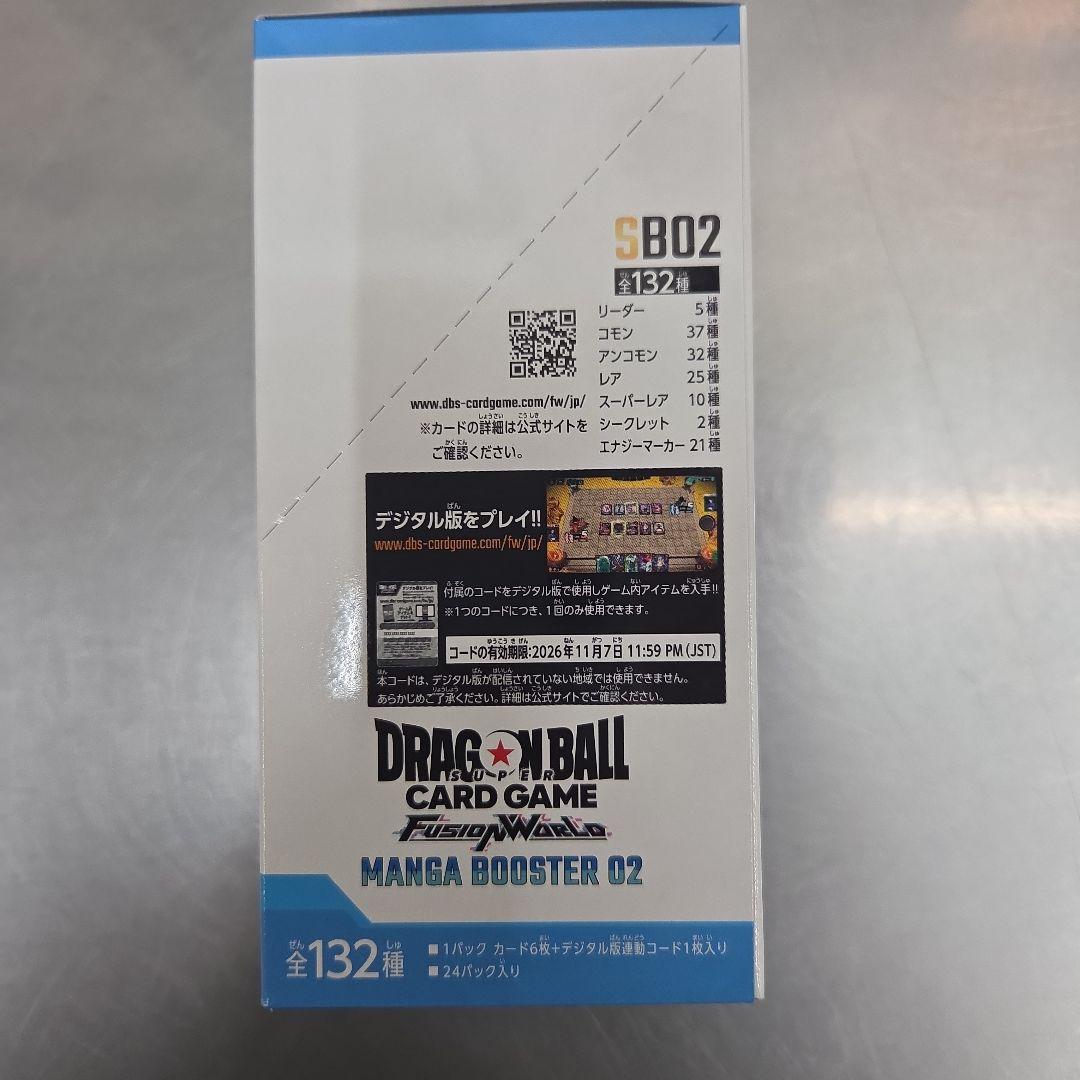 SB02
全132種
リーダー 5種
コモン 37種
アンコモン 32種
レア 25種
スーパーレア 10種
シークレット 2種
エナジーマーカー 21種
www.dbs-cardgame.com/fw/jp/
※カードの詳細は公式サイトを
ご確認ください。
デジタル版をプレイ!!
www.dbs-cardgame.com/fw/jp/
付属のコードをデジタル版で使用しゲーム内アイテムを入手!!
※1つのコードにつき、1回のみ使用できます。
コードの有効期限:2026年11月7日 11:59 PM(JST)
本コードは、デジタル版が配信されていない地域では使用できません。
あらかじめご了承ください。詳細は公式サイトでご確認ください。
DRAGON BALL
SUPER
CARD GAME
FUSION WORLD
MANGA BOOSTER 02
全132種
■1パック カード6枚+デジタル版連動コード1枚入り
■24パック入り